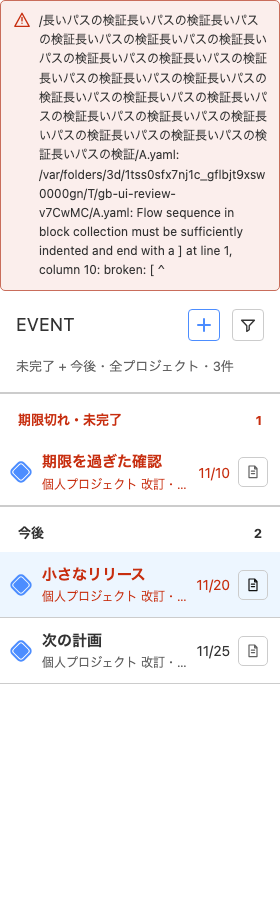 /長いパスの検証長いパスの検証長いパス
の検証長いパスの検証長いパスの検証長い
パスの検証長いパスの検証長いパスの検証
長いパスの検証長いパスの検証長いパスの
検証長いパスの検証長いパスの検証長いパ
スの検証長いパスの検証長いパスの検証長
いパスの検証長いパスの検証長いパスの検
証長いパスの検証/A.yaml:
/var/folders/3d/1tss0sfx7nj1c_gflbjt9xsw
0000gn/T/gb-ui-review-
v7CwMC/A.yaml: Flow sequence in
block collection must be sufficiently
indented and end with a ] at line 1,
column 10: broken: [ ^
EVENT
未完了 + 今後・全プロジェクト・3件
期限切れ・未完了 1
期限を過ぎた確認 11/10
個人プロジェクト 改訂・...
今後 2
小さなリリース 11/20
個人プロジェクト 改訂・...
次の計画 11/25
個人プロジェクト 改訂・...